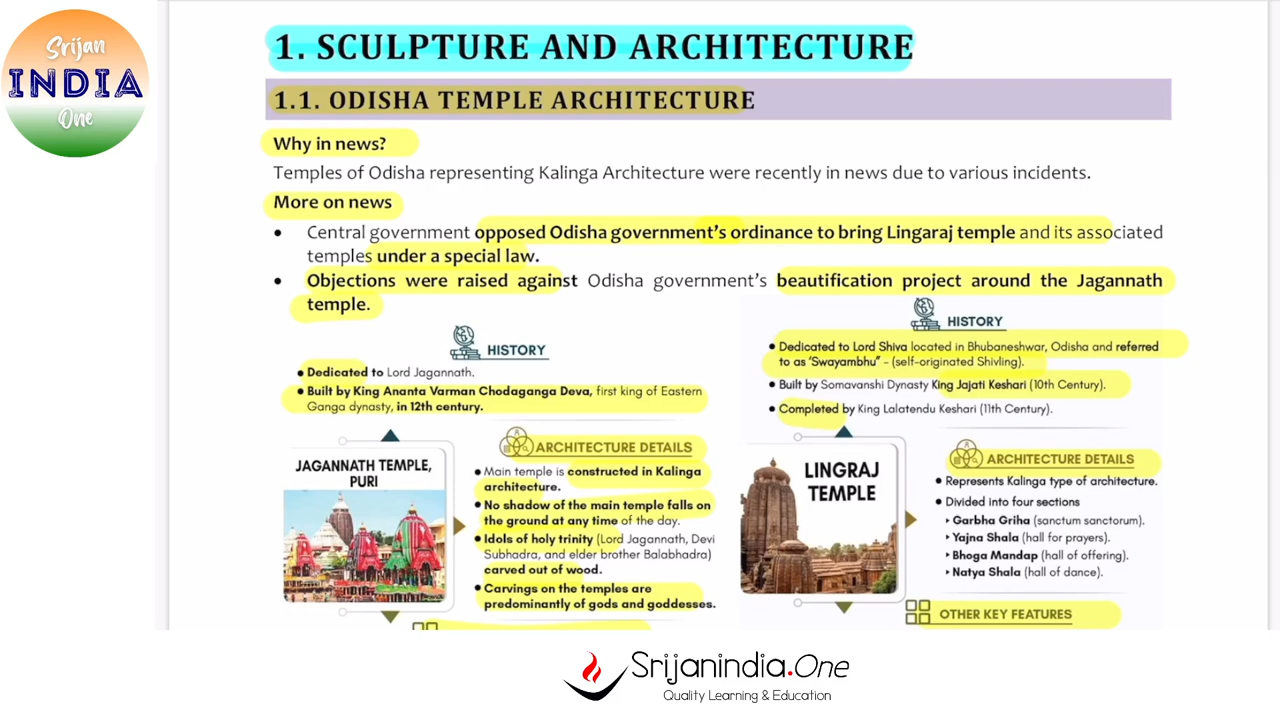 Srijan
INDIA
One
1. SCULPTURE AND ARCHITECTURE
1.1. ODISHA TEMPLE ARCHITECTURE
Why in news?
Temples of Odisha representing Kalinga Architecture were recently in news due to various incidents.
More on news
• Central government opposed Odisha government's ordinance to bring Lingaraj temple and its associated
temples under a special law.
• Objections were raised against Odisha government's beautification project around the Jagannath
temple.
HISTORY
• Dedicated to Lord Jagannath.
• Built by King Ananta Varman Chodaganga Deva, first king of Eastern
Ganga dynasty, in 12th century.
JAGANNATH TEMPLE,
PURI
ARCHITECTURE DETAILS
• Main temple is constructed in Kalinga
architecture.
• No shadow of the main temple falls on
the ground at any time of the day.
• Idols of holy trinity (Lord Jagannath, Devi
Subhadra, and elder brother Balabhadra)
carved out of wood.
• Carvings on the temples are
predominantly of gods and goddesses.
HISTORY
• Dedicated to Lord Shiva located in Bhubaneshwar, Odisha and referred
to as 'Swayambhu" - (self-originated Shivling).
• Built by Somavanshi Dynasty King Jajati Keshari (10th Century).
• Completed by King Lalatendu Keshari (11th Century).
LINGRAJ
TEMPLE
ARCHITECTURE DETAILS
• Represents Kalinga type of architecture.
• Divided into four sections
‣ Garbha Griha (sanctum sanctorum).
‣ Yajna Shala (hall for prayers).
‣ Bhoga Mandap (hall of offering).
‣ Natya Shala (hall of dance).
OTHER KEY FEATURES
Srijanindia.One
Quality Learning & Education